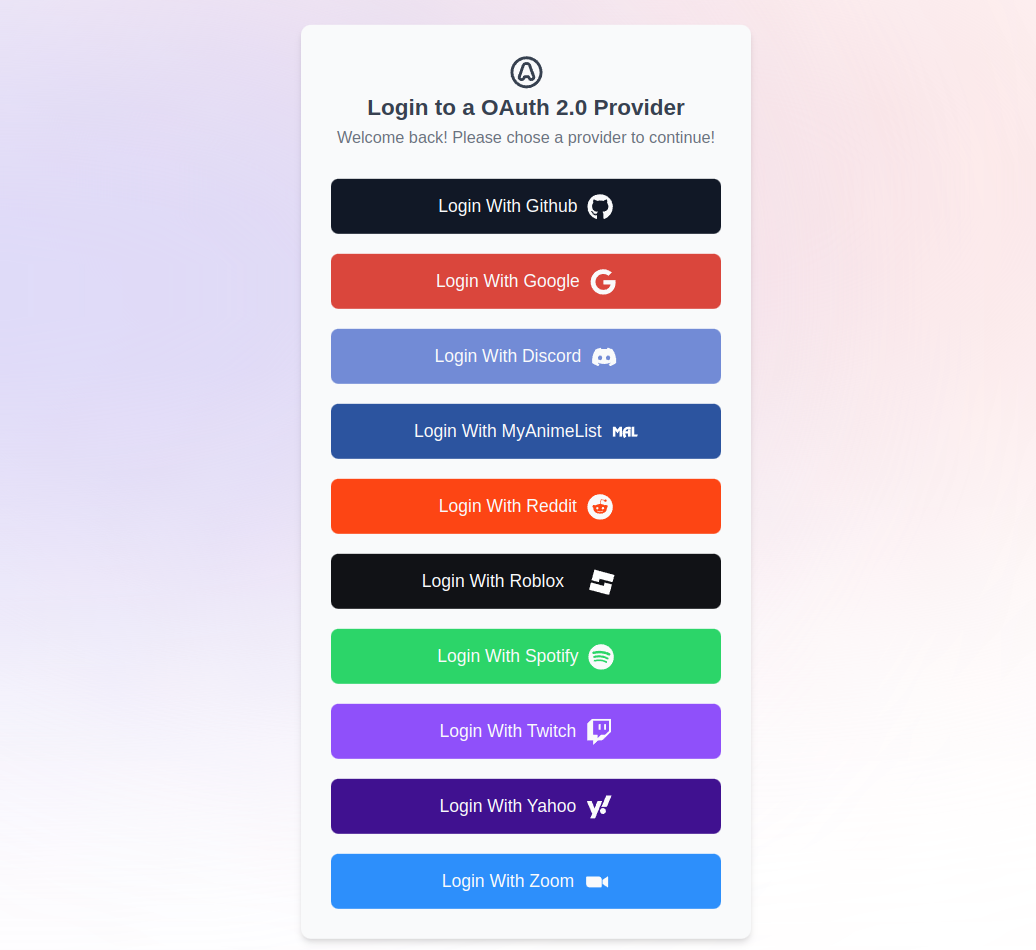 Login to a OAuth 2.0 Provider
Welcome back! Please chose a provider to continue!
Login With Github
Login With Google
Login With Discord
Login With MyAnimeList MAL
Login With Reddit
Login With Roblox
Login With Spotify
Login With Twitch
Login With Yahoo
Login With Zoom